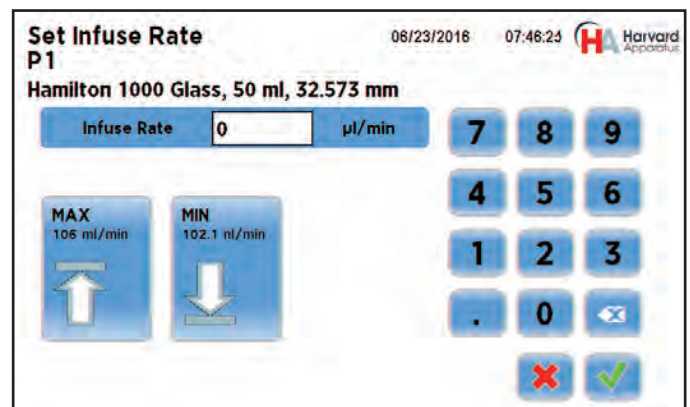 Set Infuse Rate
P1
06/23/2016 07:46:23
HA Harvard Apparatus
Hamilton 1000 Glass, 50 ml, 32.573 mm
Infuse Rate 0 µl/min
7 8 9
4 5 6
MAX
106 ml/min
MIN
102.1 nl/min
1 2 3
. 0